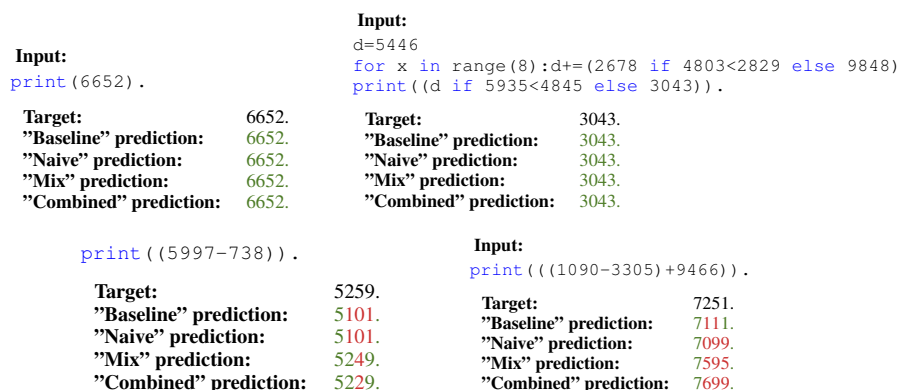 Input:
print(6652).
Target: 6652.
”Baseline” prediction: 6652.
”Naive” prediction: 6652.
”Mix” prediction: 6652.
”Combined” prediction: 6652.
Input:
d=5446
for x in range(8):d+=(2678 if 4803<2829 else 9848)
print((d if 5935<4845 else 3043)).
Target: 3043.
”Baseline” prediction: 3043.
”Naive” prediction: 3043.
”Mix” prediction: 3043.
”Combined” prediction: 3043.
print((5997-738)).
Target: 5259.
”Baseline” prediction: 5101.
”Naive” prediction: 5101.
”Mix” prediction: 5249.
”Combined” prediction: 5229.
Input:
print(((1090-3305)+9466)).
Target: 7251.
”Baseline” prediction: 7111.
”Naive” prediction: 7099.
”Mix” prediction: 7595.
”Combined” prediction: 7699.